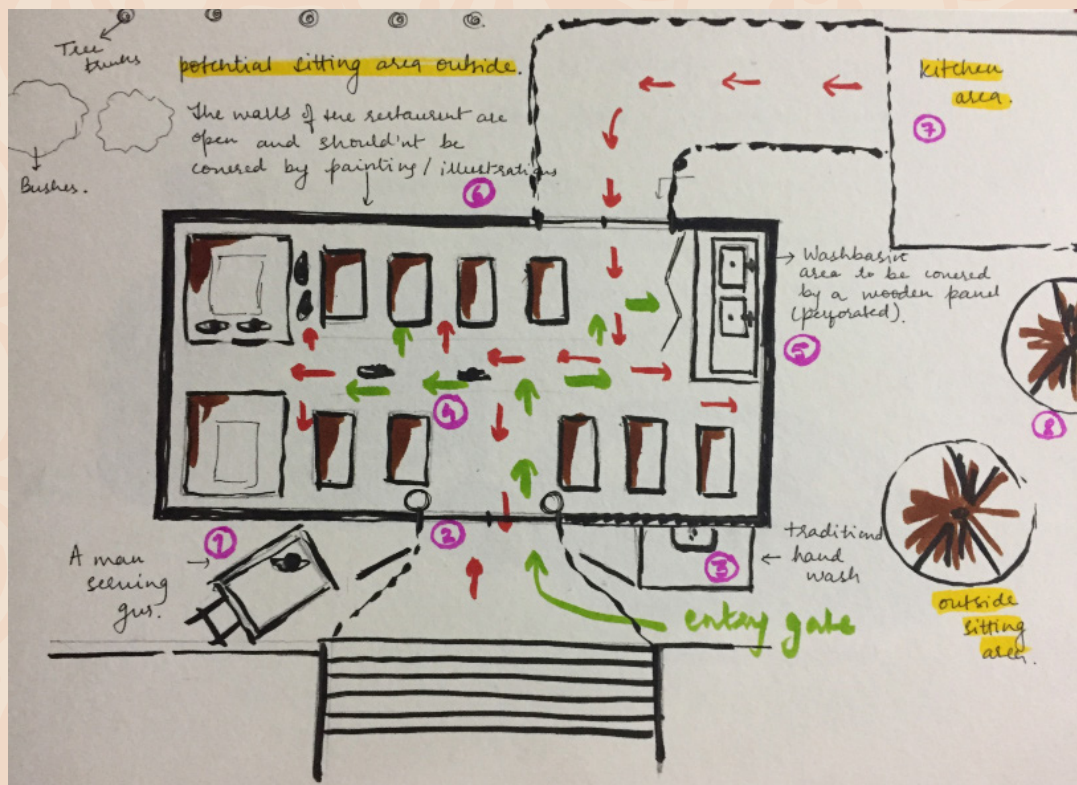 Tree
trunks
potential sitting area outside.
kitchen
area.
7
The walls of the restaurant are
open and should'nt be
covered by painting/illustrations
Bushes.
6
Washbasin
area to be covered
by a wooden panel
(perforated).
5
4
8
1
2
A man
serving
traditional
hand
wash
3
entry gate
outside
sitting
area.